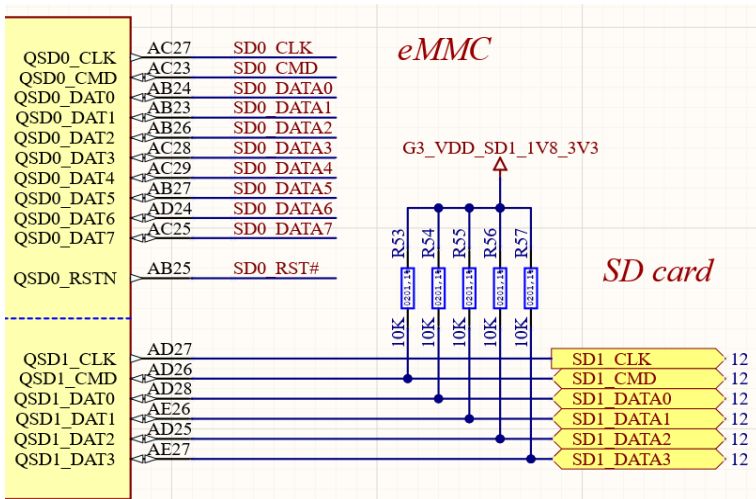 eMMC
QSD0_CLK AC27 SD0_CLK
QSD0_CMD AC23 SD0_CMD
QSD0_DAT0 AB24 SD0_DATA0
QSD0_DAT1 AB23 SD0_DATA1
QSD0_DAT2 AB26 SD0_DATA2
QSD0_DAT3 AC28 SD0_DATA3
QSD0_DAT4 AC29 SD0_DATA4
QSD0_DAT5 AB27 SD0_DATA5
QSD0_DAT6 AD24 SD0_DATA6
QSD0_DAT7 AC25 SD0_DATA7
QSD0_RSTN AB25 SD0_RST#
G3_VDD_SD1_1V8_3V3
R53 R54 R55 R56 R57
10K 10K 10K 10K 10K
SD card
QSD1_CLK AD27 SD1_CLK 12
QSD1_CMD AD26 SD1_CMD 12
QSD1_DAT0 AD28 SD1_DATA0 12
QSD1_DAT1 AE26 SD1_DATA1 12
QSD1_DAT2 AD25 SD1_DATA2 12
QSD1_DAT3 AE27 SD1_DATA3 12